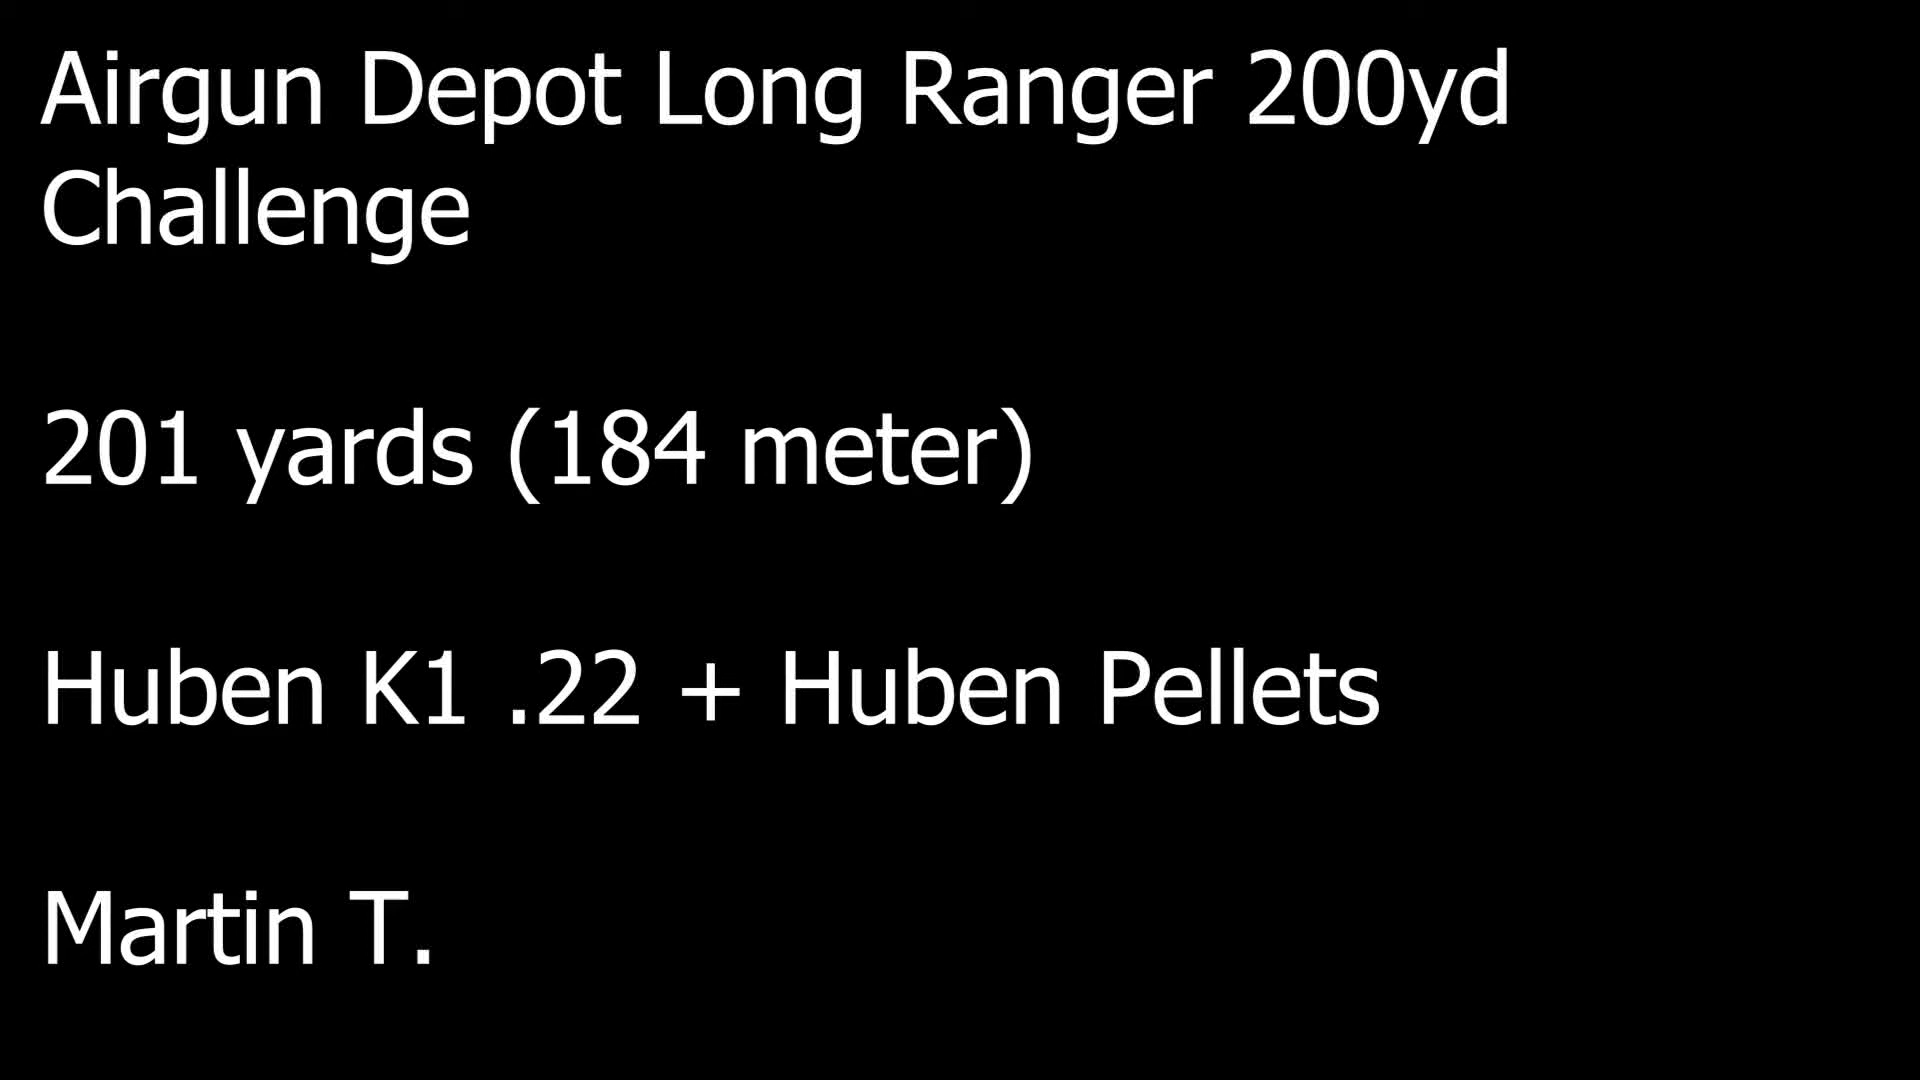 Airgun Depot Long Ranger 200yd
Challenge
201 yards (184 meter)
Huben K1 .22 + Huben Pellets
Martin T.